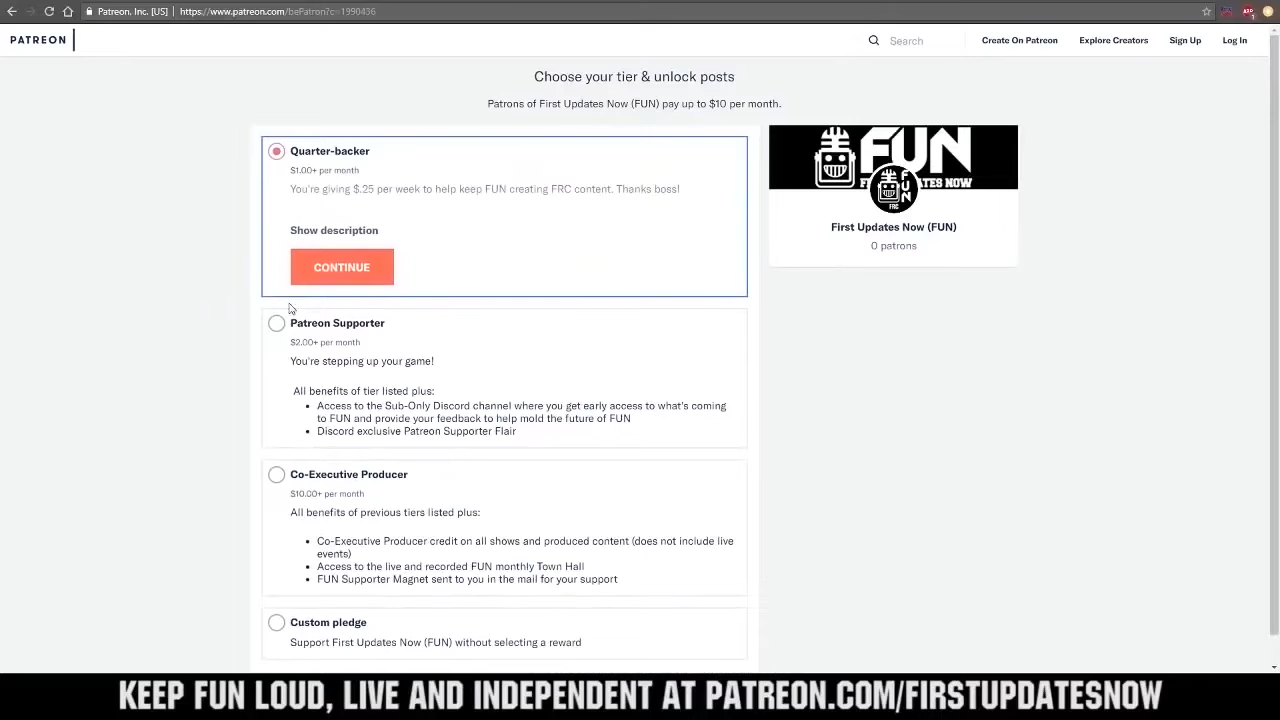 Patreon, Inc. [US] | https://www.patreon.com/bePatron?c=1990436
PATREON
Search
Create On Patreon
Explore Creators
Sign Up
Log In
Choose your tier & unlock posts
Patrons of First Updates Now (FUN) pay up to $10 per month.
Quarter-backer
$1.00+ per month
You're giving $.25 per week to help keep FUN creating FRC content. Thanks boss!
Show description
CONTINUE
Patreon Supporter
$2.00+ per month
You're stepping up your game!
All benefits of tier listed plus:
• Access to the Sub-Only Discord channel where you get early access to what's coming
to FUN and provide your feedback to help mold the future of FUN
• Discord exclusive Patreon Supporter Flair
Co-Executive Producer
$10.00+ per month
All benefits of previous tiers listed plus:
• Co-Executive Producer credit on all shows and produced content (does not include live
events)
• Access to the live and recorded FUN monthly Town Hall
• FUN Supporter Magnet sent to you in the mail for your support
Custom pledge
Support First Updates Now (FUN) without selecting a reward
FUN
FUN
FRC
First Updates Now (FUN)
0 patrons
KEEP FUN LOUD, LIVE AND INDEPENDENT AT PATREON.COM/FIRSTUPDATESNOW